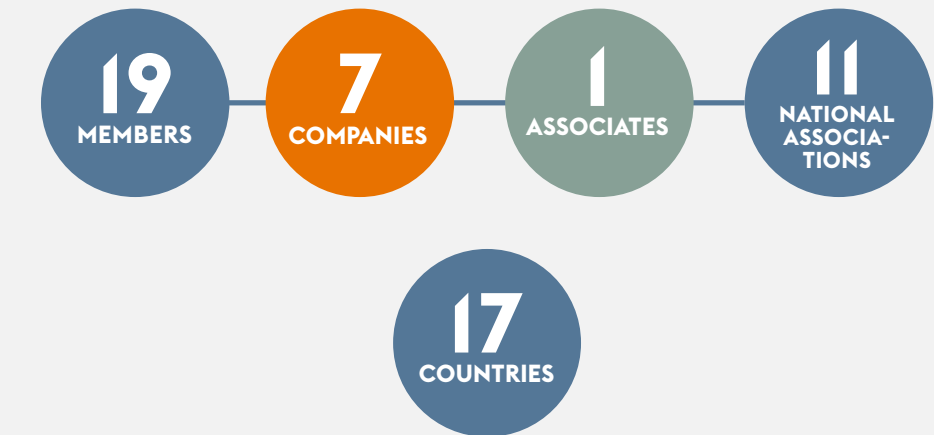 19
MEMBERS
7
COMPANIES
1
ASSOCIATES
11
NATIONAL
ASSOCIA-
TIONS
17
COUNTRIES